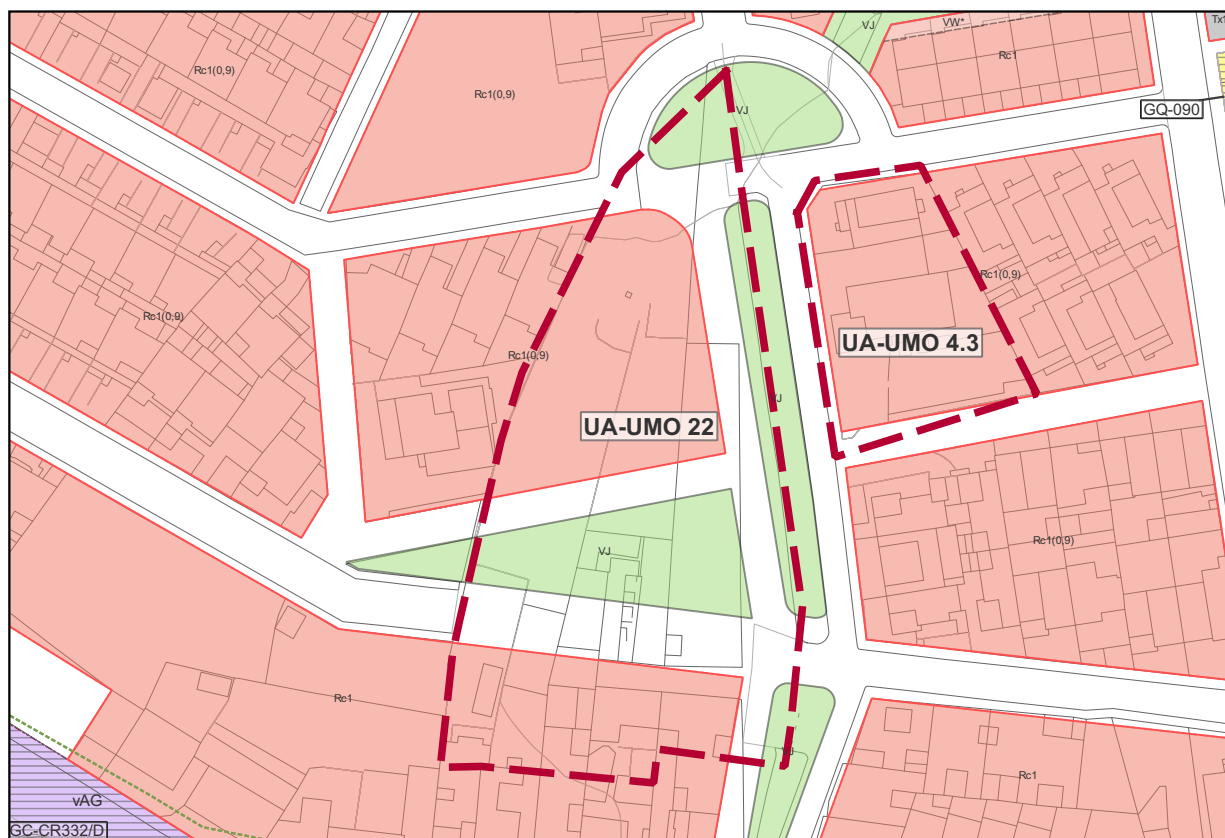 VJ
VW*
Rc1
Rc1(0,9)
Rc1(0,9)
VJ
GQ-090
Rc1(0,9)
Rc1(0,9)
UA-UMO 4.3
Rc1(0,9)
UA-UMO 22
VJ
Rc1(0,9)
VJ
Rc1
VJ
Rc1
vAG
GC-CR332/D